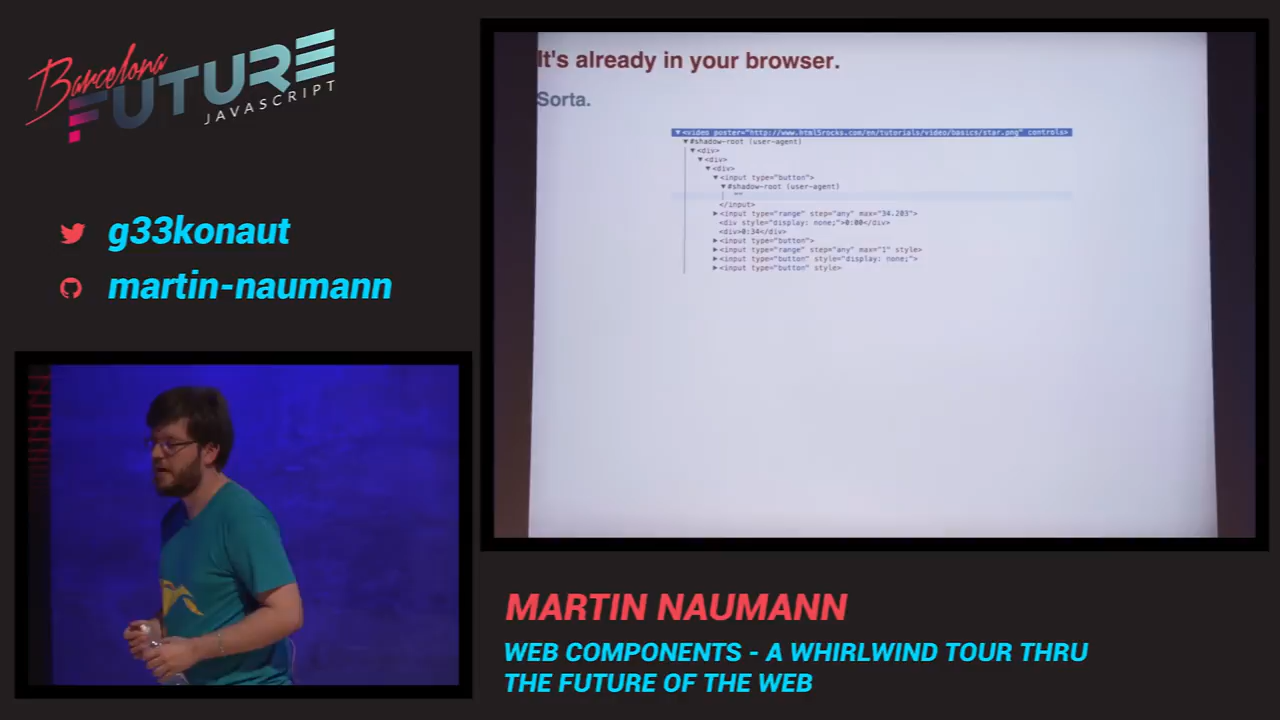 Barcelona
FUTURE
JAVASCRIPT
g33konaut
martin-naumann
It's already in your browser.
Sorta.
▼<video poster="http://www.html5rocks.com/en/tutorials/video/basics/star.png" controls>
▼#shadow-root (user-agent)
▼<div>
▼<div>
▼<div>
▼<input type="button">
▼#shadow-root (user-agent)
""
</input>
▶<input type="range" step="any" max="34.203">
<div style="display: none;">0:00</div>
<div>0:34</div>
▶<input type="button">
▶<input type="range" step="any" max="1" style>
▶<input type="button" style="display: none;">
▶<input type="button" style>
MARTIN NAUMANN
WEB COMPONENTS - A WHIRLWIND TOUR THRU
THE FUTURE OF THE WEB